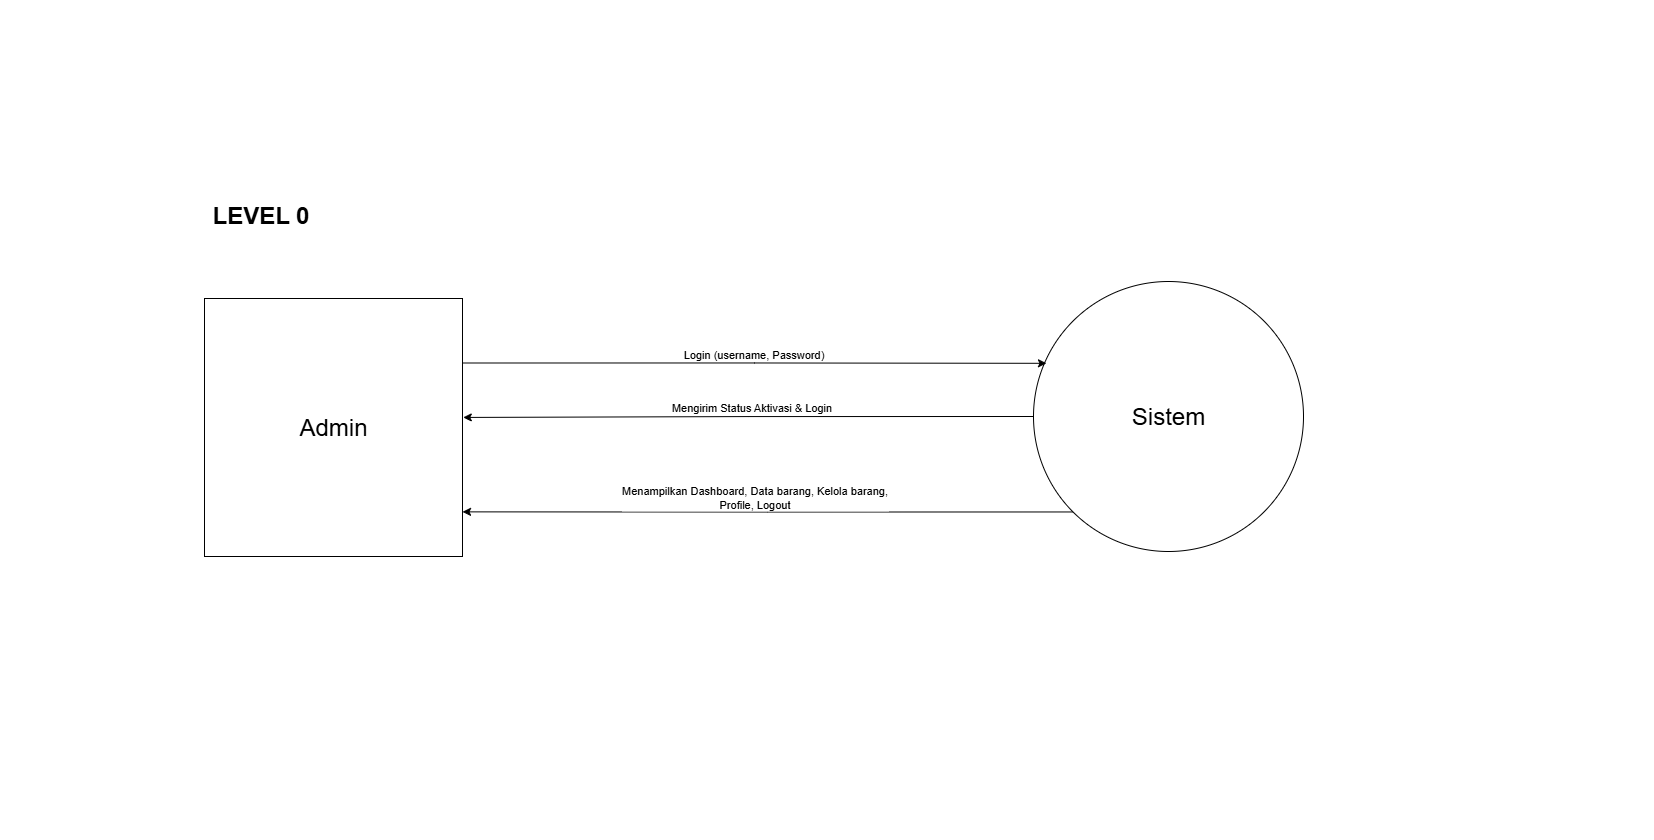 LEVEL 0
Login (username, Password)
Mengirim Status Aktivasi & Login
Admin
Sistem
Menampilkan Dashboard, Data barang, Kelola barang,
Profile, Logout